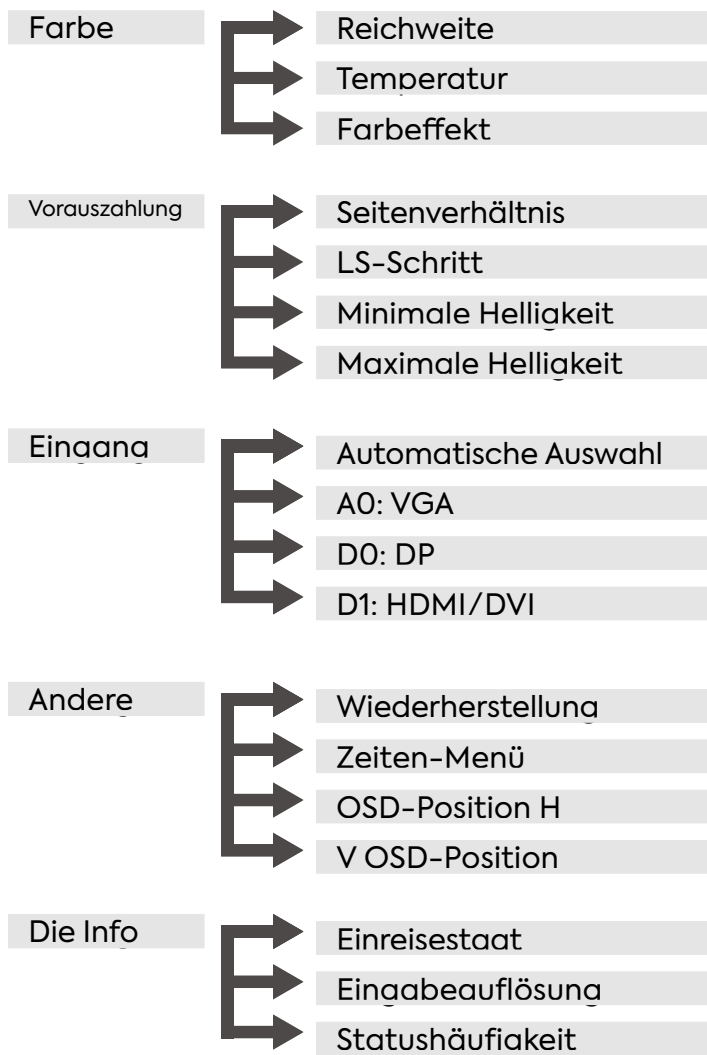 Farbe
Reichweite
Temperatur
Farbeffekt
Vorauszahlung
Seitenverhältnis
LS-Schritt
Minimale Helligkeit
Maximale Helligkeit
Eingang
Automatische Auswahl
A0: VGA
D0: DP
D1: HDMI/DVI
Andere
Wiederherstellung
Zeiten-Menü
OSD-Position H
V OSD-Position
Die Info
Einreisestaat
Eingabeauflösung
Statushäufigkeit